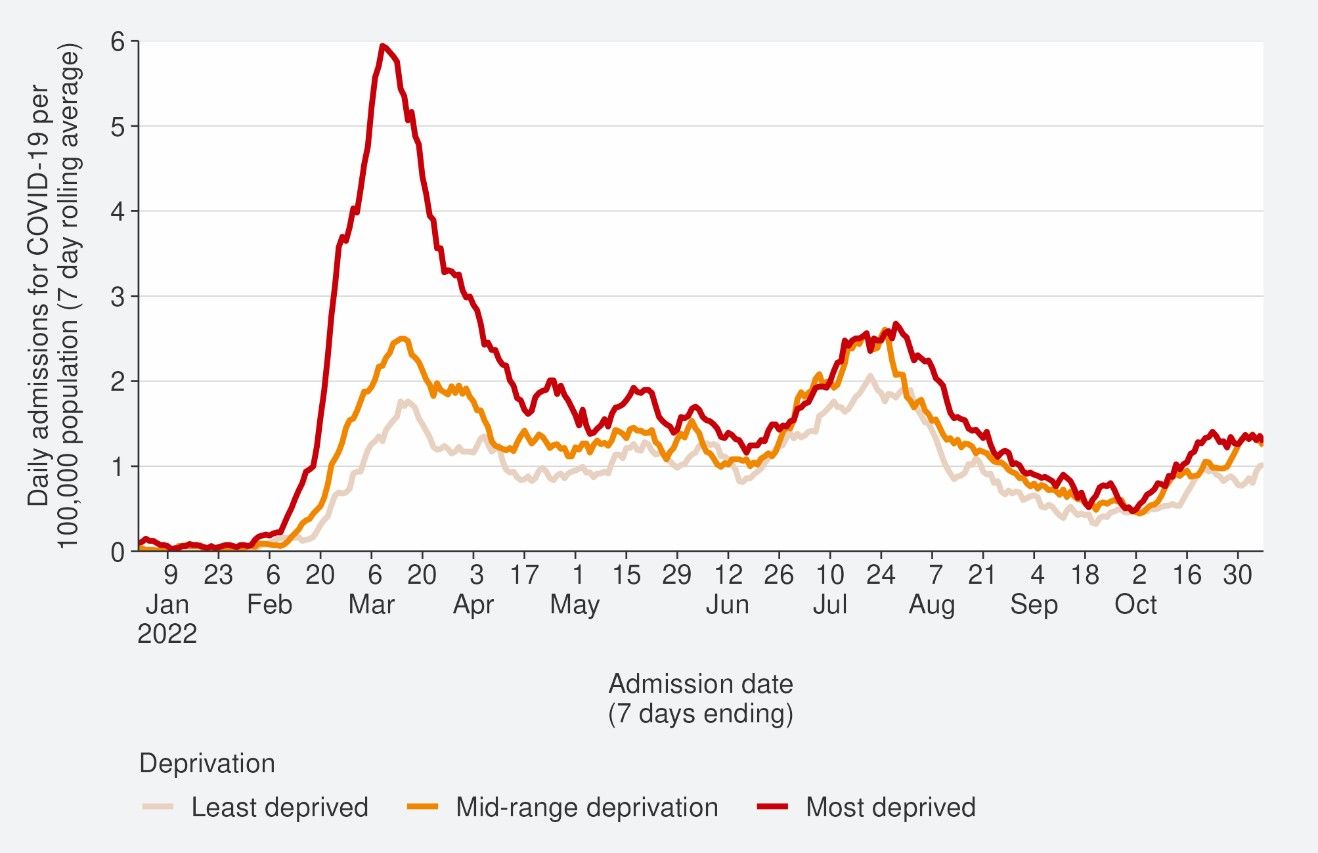 Daily admissions for COVID-19 per
100,000 population (7 day rolling average)
6
5
4
3
2
1
0
9 23 6 20 6 20 3 17 1 15 29 12 26 10 24 7 21 4 18 2 16 30
Jan Feb Mar Apr May Jun Jul Aug Sep Oct
2022
Admission date
(7 days ending)
Deprivation
Least deprived Mid-range deprivation Most deprived